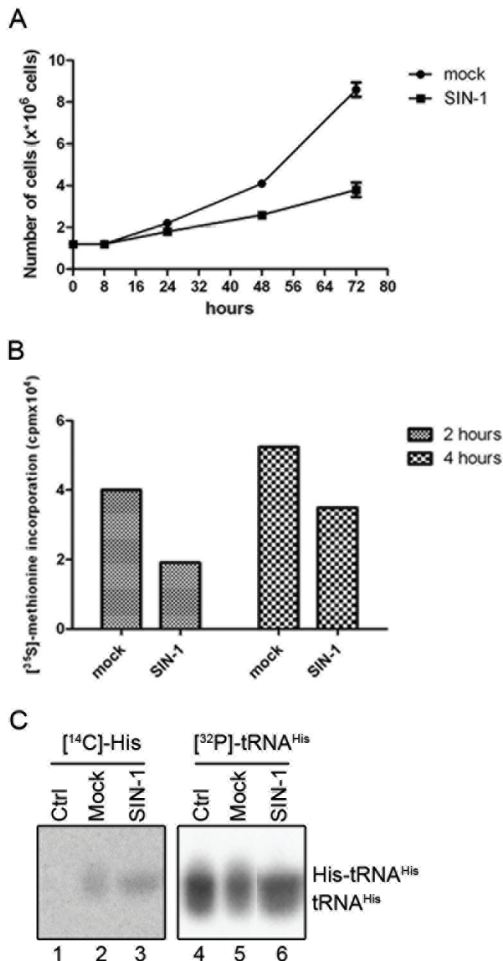 A
Number of cells (x*10⁶ cells)
10
8
6
4
2
0
0 8 16 24 32 40 48 56 64 72 80
hours
mock
SIN-1
B
[³⁵S]-methionine incorporation (cpmx10⁴)
6
4
2
0
mock SIN-1 mock SIN-1
2 hours
4 hours
C
[¹⁴C]-His [³²P]-tRNAᴴⁱˢ
Ctrl Mock SIN-1 Ctrl Mock SIN-1
His-tRNAᴴⁱˢ
tRNAᴴⁱˢ
1 2 3 4 5 6